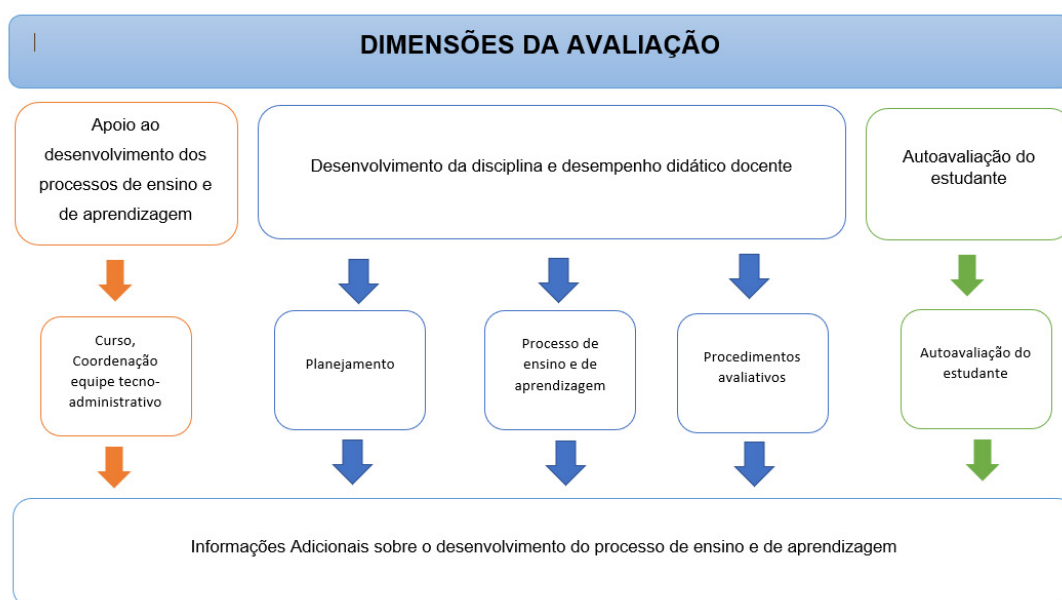 DIMENSÕES DA AVALIAÇÃO
Apoio ao
desenvolvimento dos
processos de ensino e
de aprendizagem
Desenvolvimento da disciplina e desempenho didático docente
Autoavaliação do
estudante
Curso,
Coordenação
equipe tecno-
administrativo
Planejamento
Processo de
ensino e de
aprendizagem
Procedimentos
avaliativos
Autoavaliação do
estudante
Informações Adicionais sobre o desenvolvimento do processo de ensino e de aprendizagem